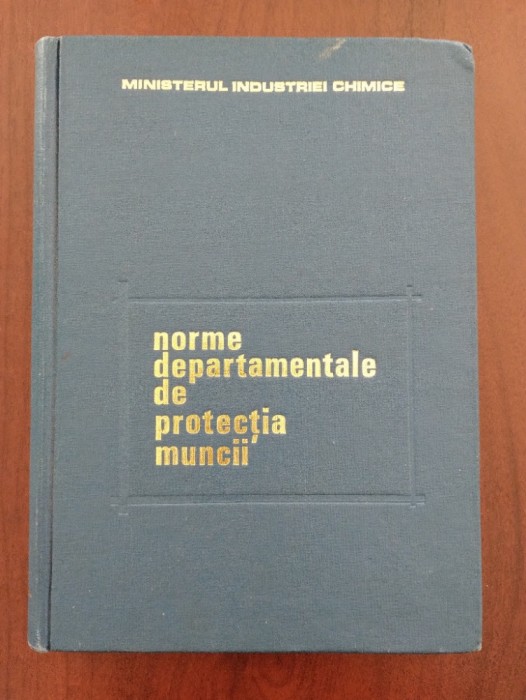 MINISTERUL INDUSTRIEI CHIMICE
norme
departamentale
de
protecția
muncii